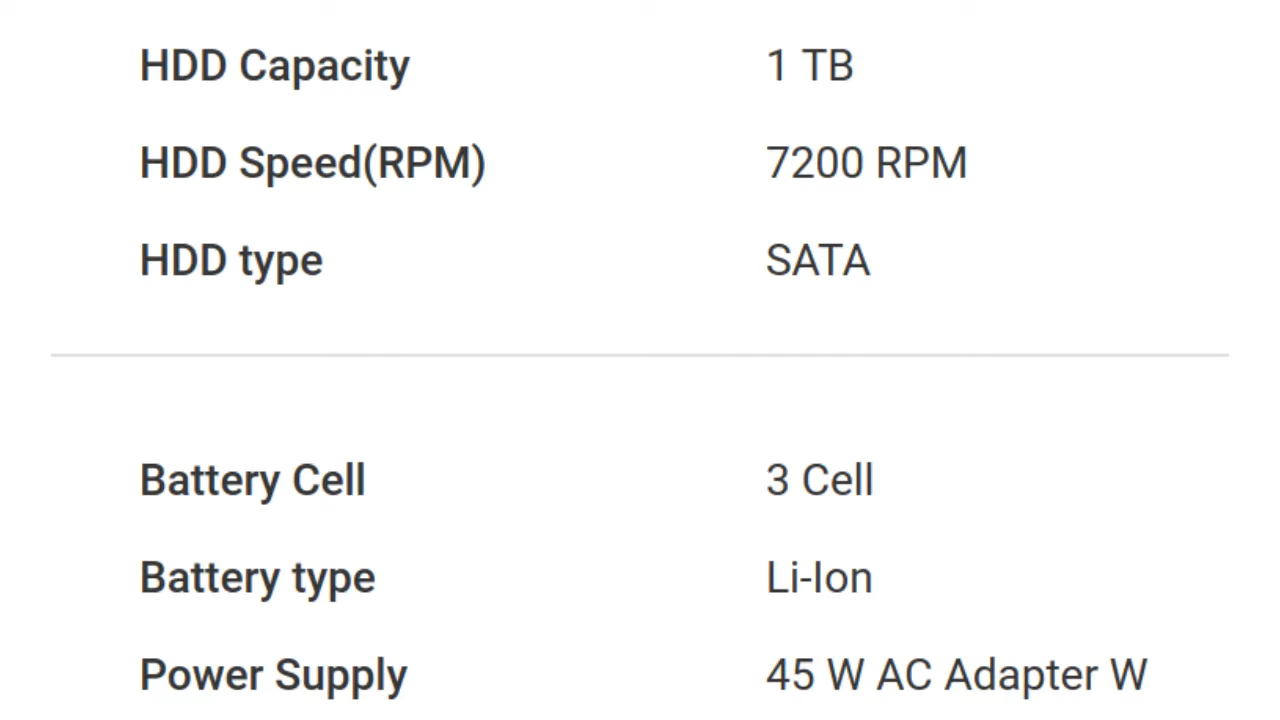 HDD Capacity 1 TB
HDD Speed(RPM) 7200 RPM
HDD type SATA
Battery Cell 3 Cell
Battery type Li-Ion
Power Supply 45 W AC Adapter W